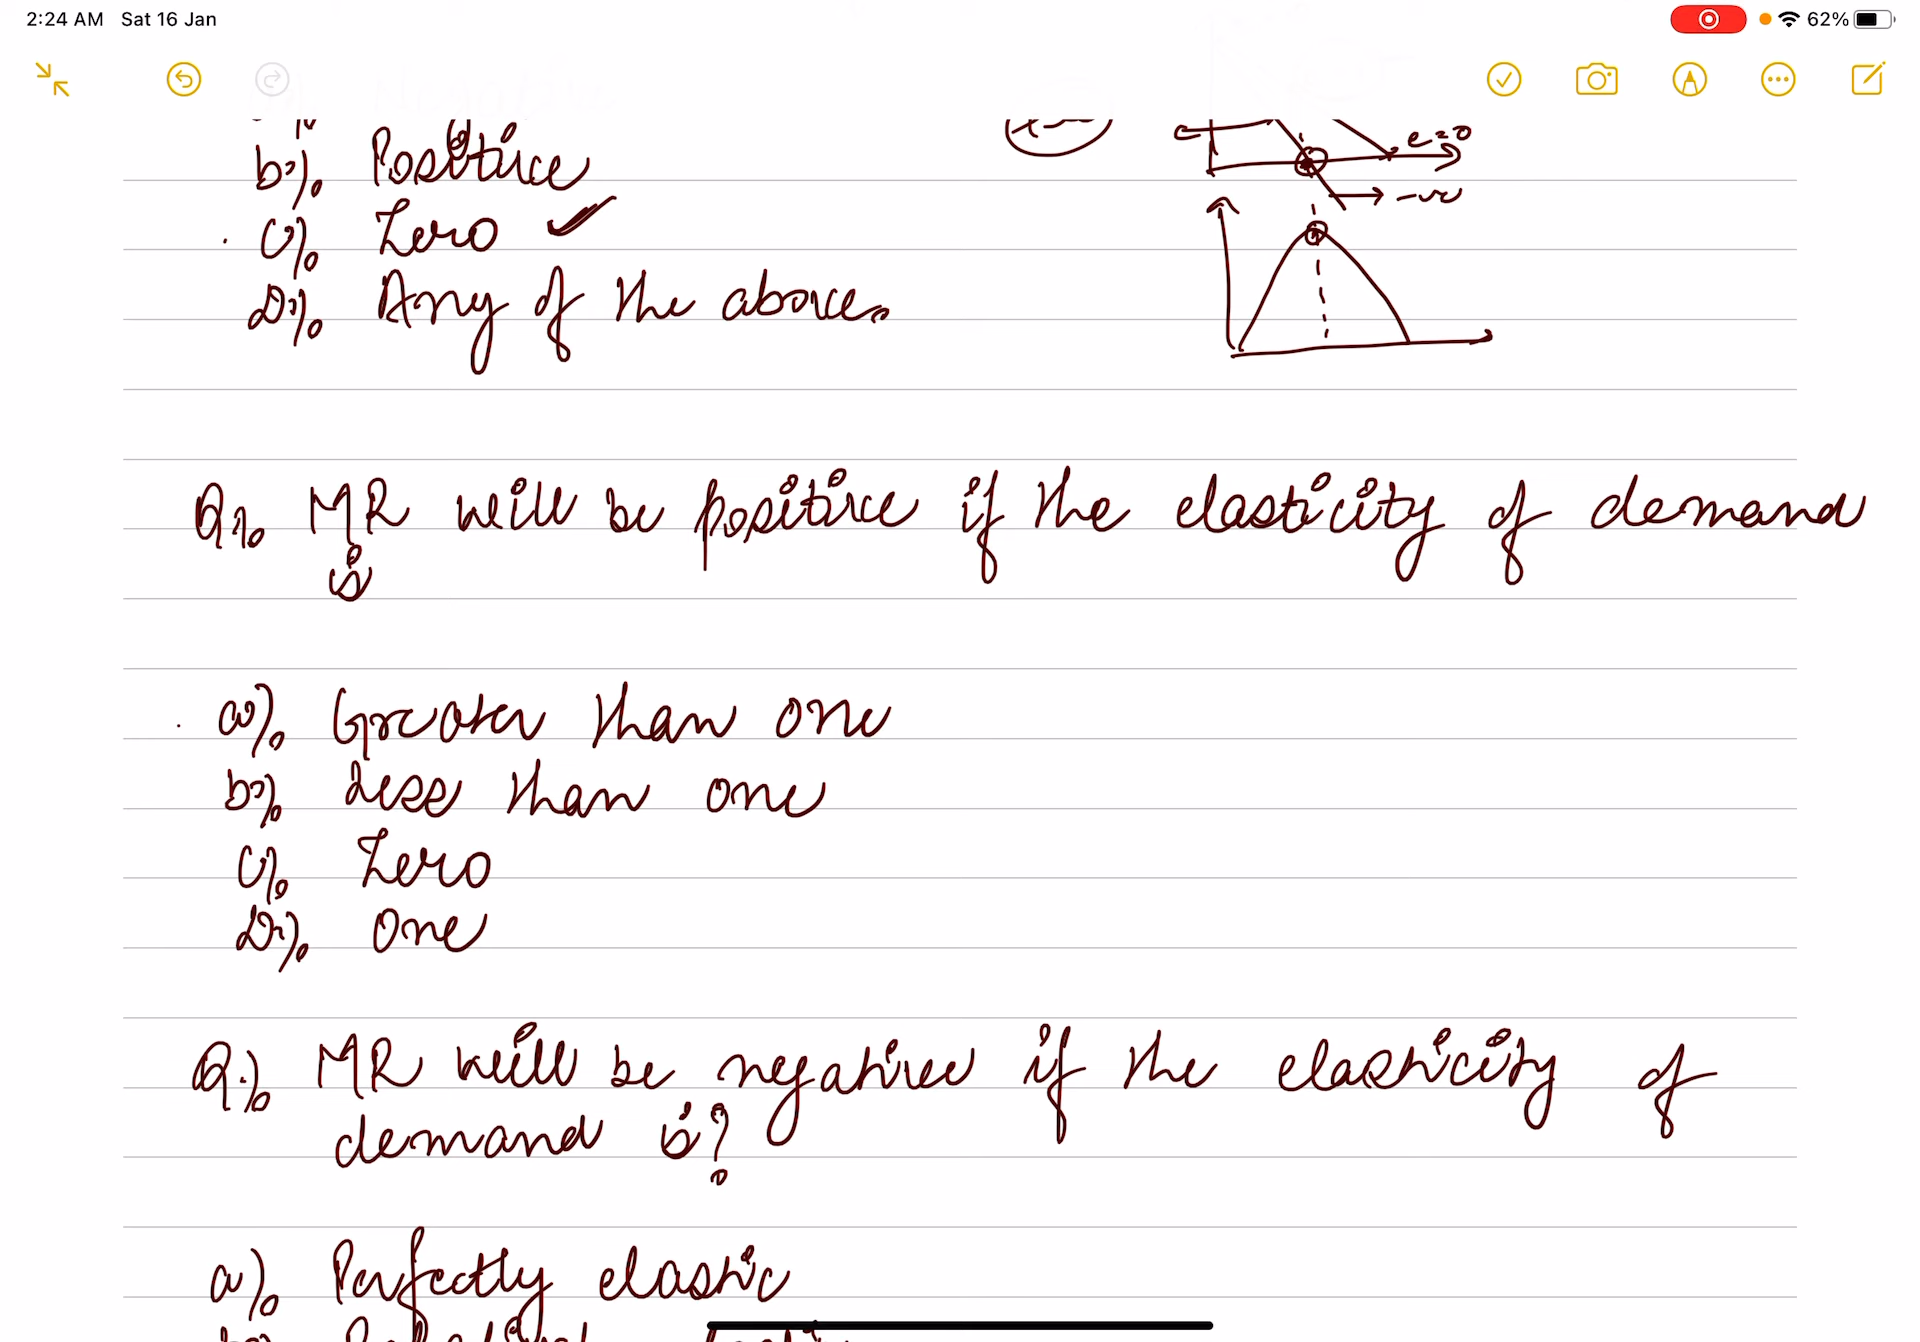 2:24 AM Sat 16 Jan 62%
b) Positive
c) Zero
D) Any of the above.
e=0
-ve
Q. MR will be positive if the elasticity of demand
is
a) Greater than one
b) Less than one
c) Zero
D) One
Q. MR will be negative if the elasticity of
demand is?
a) Perfectly elastic